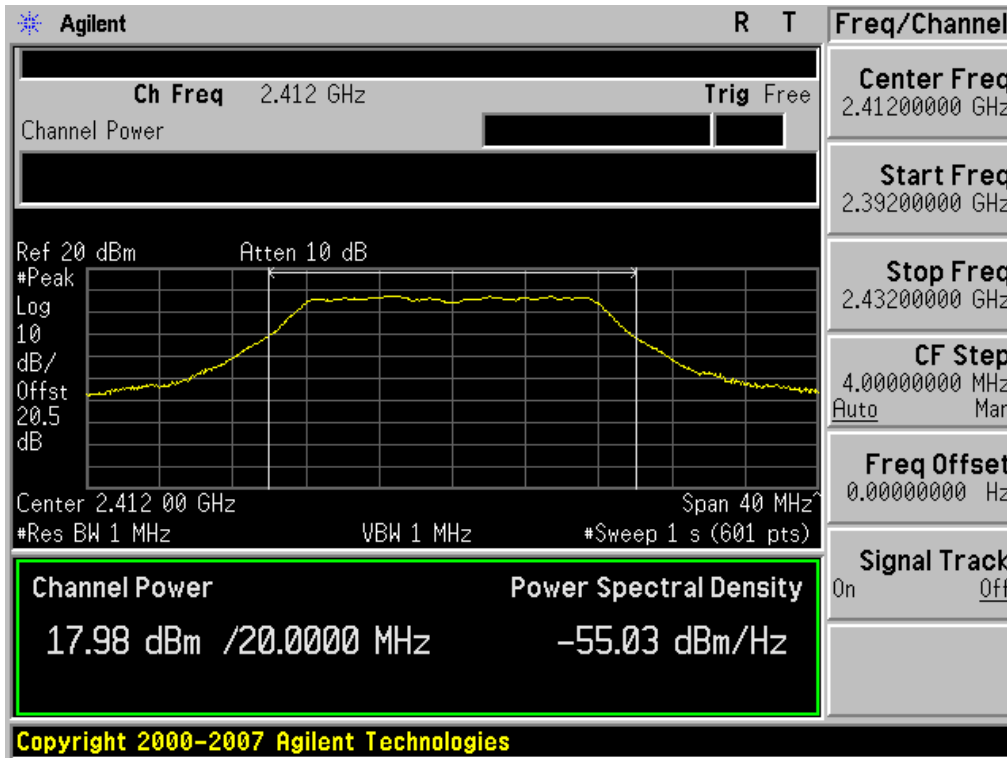 Agilent R T
Ch Freq 2.412 GHz Trig Free
Channel Power
Ref 20 dBm Atten 10 dB
#Peak
Log
10
dB/
Offst
20.5
dB
Center 2.412 00 GHz Span 40 MHz^
#Res BW 1 MHz VBW 1 MHz #Sweep 1 s (601 pts)
Channel Power Power Spectral Density
17.98 dBm /20.0000 MHz -55.03 dBm/Hz
Copyright 2000-2007 Agilent Technologies
Freq/Channel
Center Freq
2.41200000 GHz
Start Freq
2.39200000 GHz
Stop Freq
2.43200000 GHz
CF Step
4.00000000 MHz
Auto Man
Freq Offset
0.00000000 Hz
Signal Track
On Off